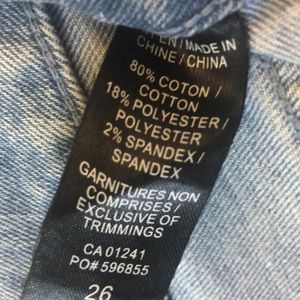 MADE IN
CHINE / CHINA
80% COTON /
COTTON
18% POLYESTER /
POLYESTER
2% SPANDEX /
SPANDEX
GARNITURES NON
COMPRISES /
EXCLUSIVE OF
TRIMMINGS
CA 01241
PO# 596855
26